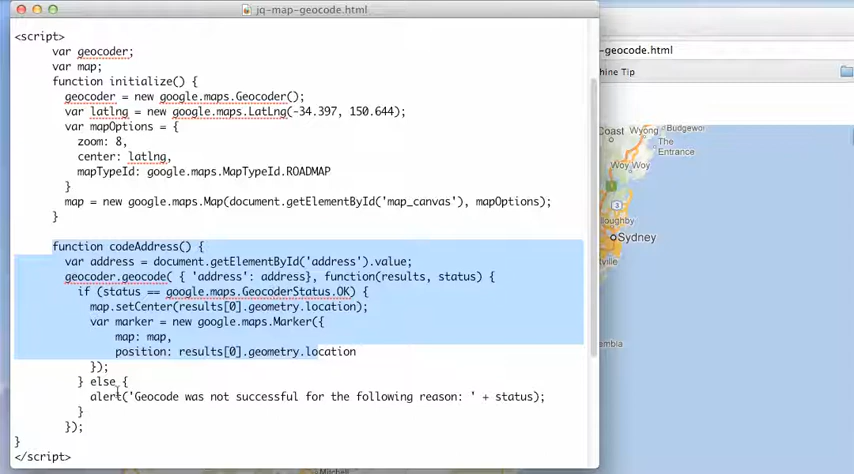 jq-map-geocode.html
<script>
var geocoder;
var map;
function initialize() {
geocoder = new google.maps.Geocoder();
var latlng = new google.maps.LatLng(-34.397, 150.644);
var mapOptions = {
zoom: 8,
center: latlng,
mapTypeId: google.maps.MapTypeId.ROADMAP
}
map = new google.maps.Map(document.getElementById('map_canvas'), mapOptions);
}
function codeAddress() {
var address = document.getElementById('address').value;
geocoder.geocode( { 'address': address}, function(results, status) {
if (status == google.maps.GeocoderStatus.OK) {
map.setCenter(results[0].geometry.location);
var marker = new google.maps.Marker({
map: map,
position: results[0].geometry.location
});
} else {
alert('Geocode was not successful for the following reason: ' + status);
}
});
}
</script>
-geocode.html
hine Tip
Coast
Wyong
Budgewoi
The
Entrance
Woy Woy
3
loughby
Sydney
ville
embla
Mitchell